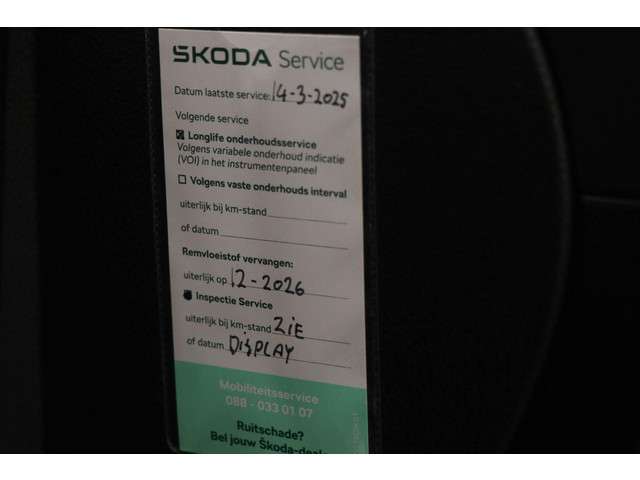 ŠKODA Service
Datum laatste service: 14-3-2025
Volgende service
Longlife onderhoudsservice
Volgens variabele onderhoud indicatie
(VOI) in het instrumentenpaneel
Volgens vaste onderhouds interval
uiterlijk bij km-stand
of datum
Remvloeistof vervangen:
uiterlijk op 12-2026
Inspectie Service
uiterlijk bij km-stand ZiE
of datum DiSPLAY
Mobiliteitsservice
088 - 033 01 07
Ruitschade?
Bel jouw Škoda-deal